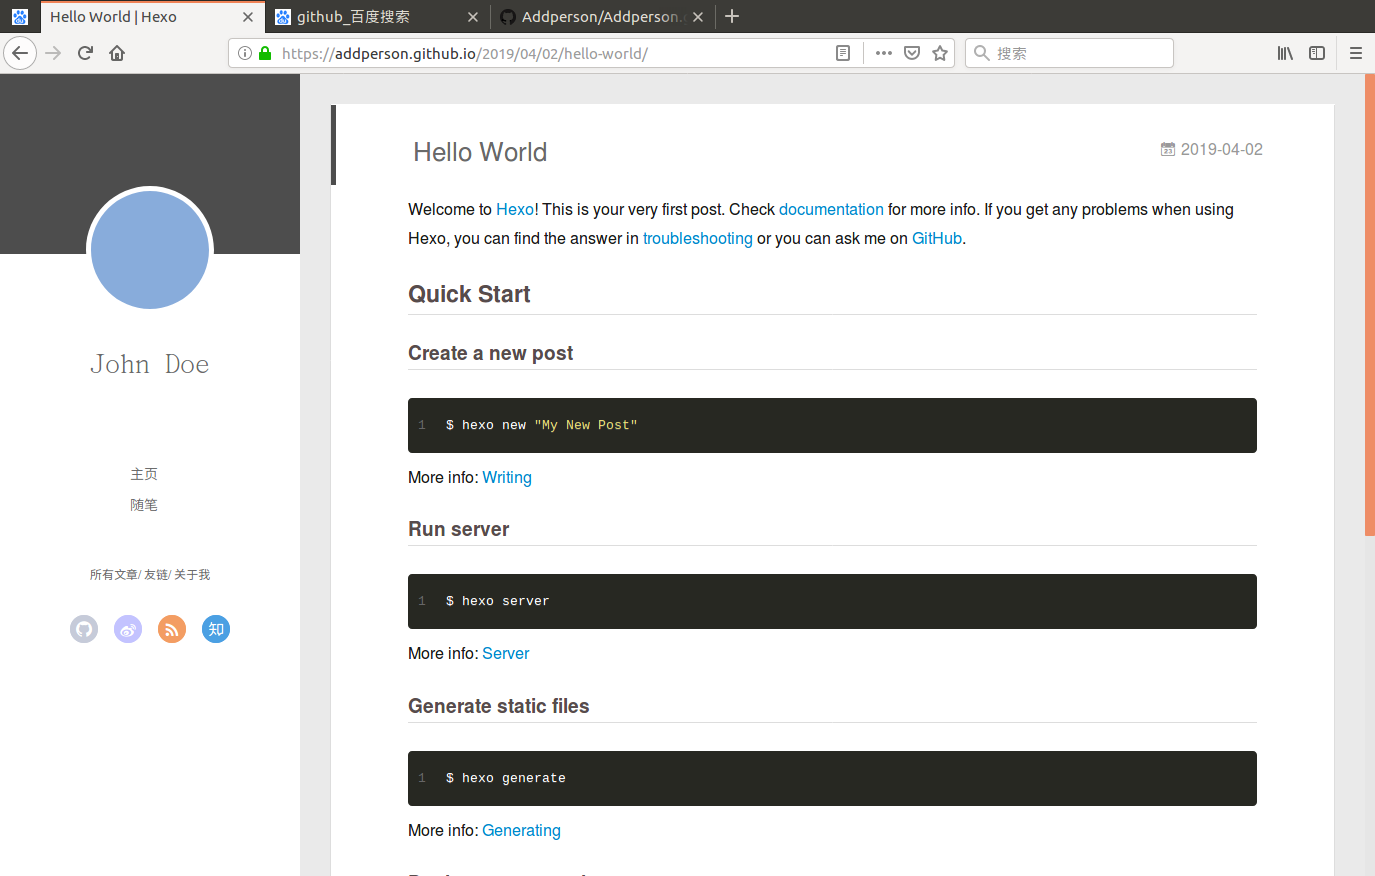 Hello World | Hexo
github_百度搜索
Addperson/Addperson.
https://addperson.github.io/2019/04/02/hello-world/
搜索
John Doe
主页
随笔
所有文章/ 友链/ 关于我
知
Hello World
2019-04-02
Welcome to Hexo! This is your very first post. Check documentation for more info. If you get any problems when using
Hexo, you can find the answer in troubleshooting or you can ask me on GitHub.
Quick Start
Create a new post
1 $ hexo new "My New Post"
More info: Writing
Run server
1 $ hexo server
More info: Server
Generate static files
1 $ hexo generate
More info: Generating